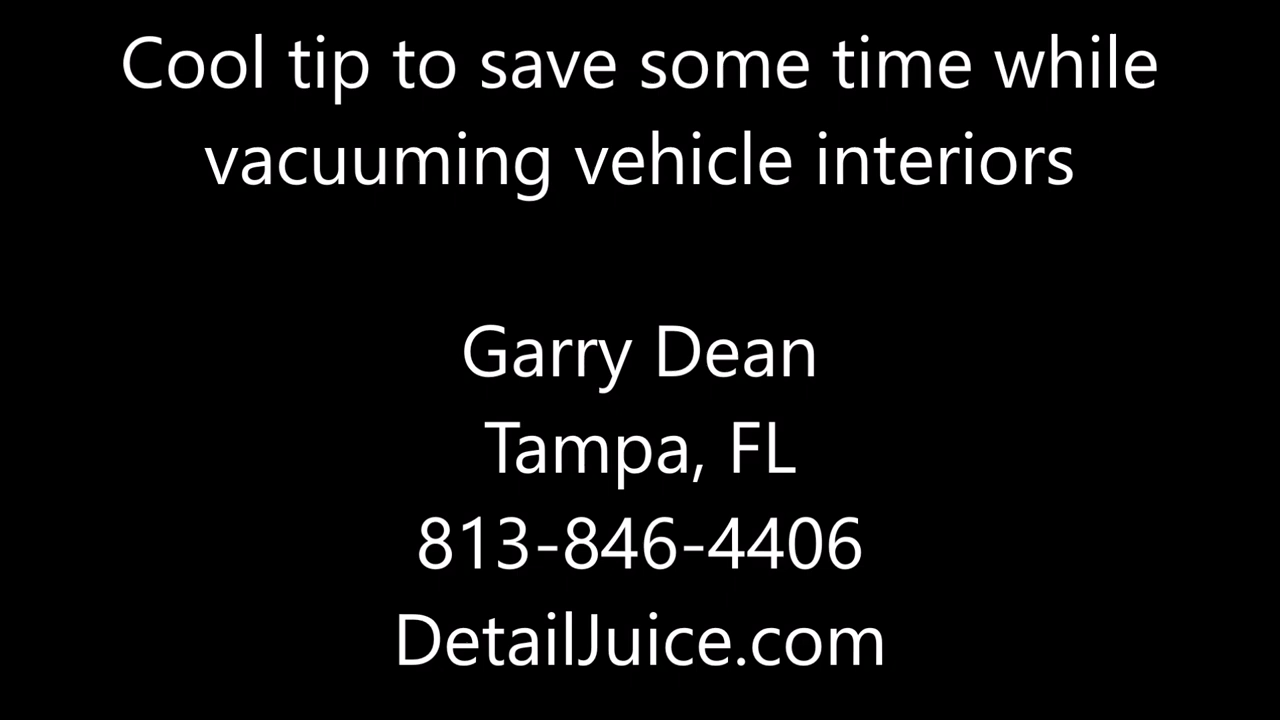 Cool tip to save some time while
vacuuming vehicle interiors
Garry Dean
Tampa, FL
813-846-4406
DetailJuice.com